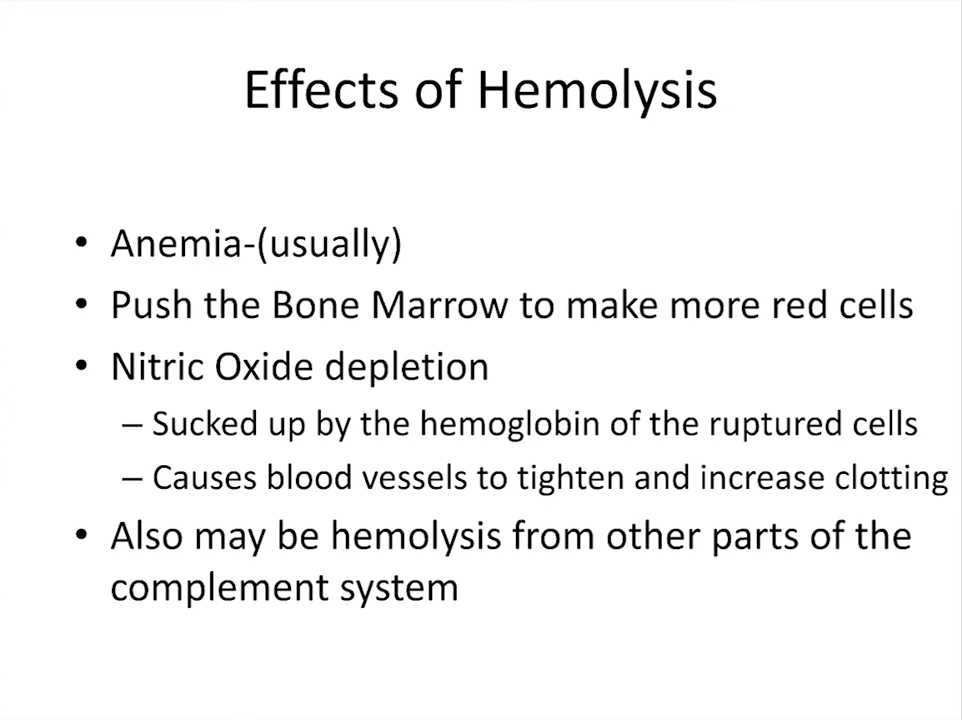 Effects of Hemolysis
• Anemia-(usually)
• Push the Bone Marrow to make more red cells
• Nitric Oxide depletion
– Sucked up by the hemoglobin of the ruptured cells
– Causes blood vessels to tighten and increase clotting
• Also may be hemolysis from other parts of the
complement system